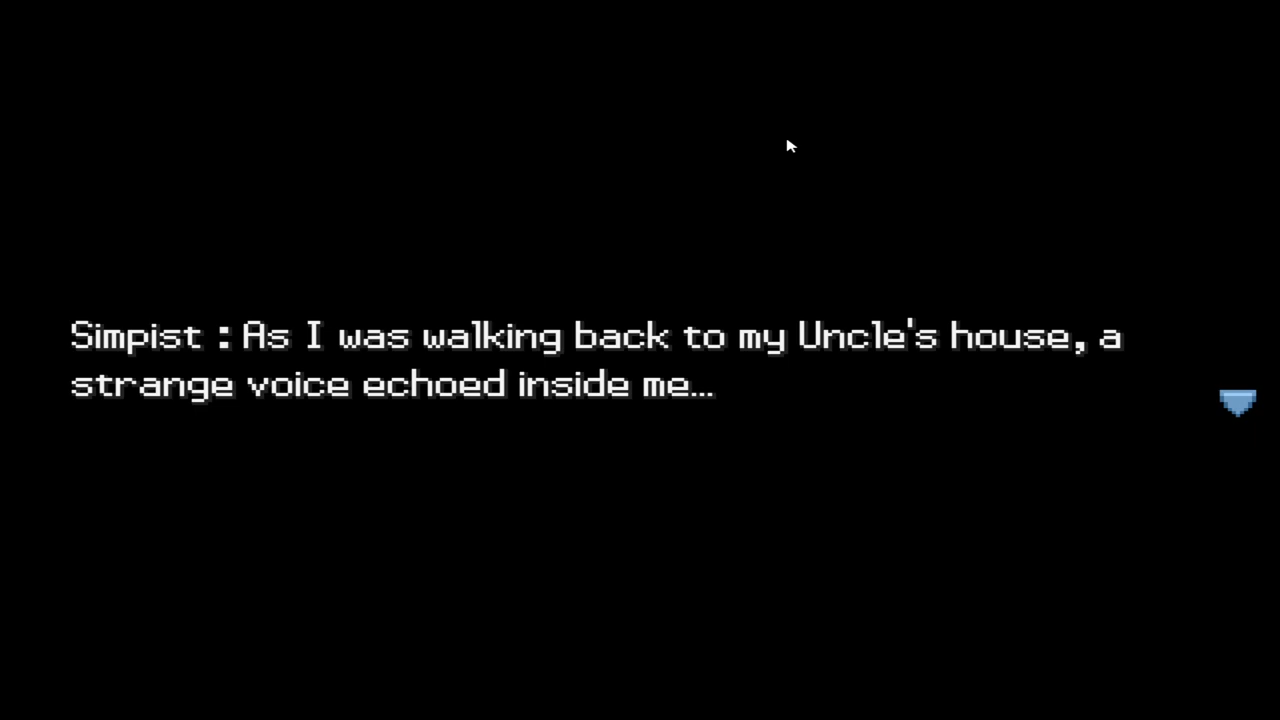 Simpist : As I was walking back to my Uncle's house, a
strange voice echoed inside me...